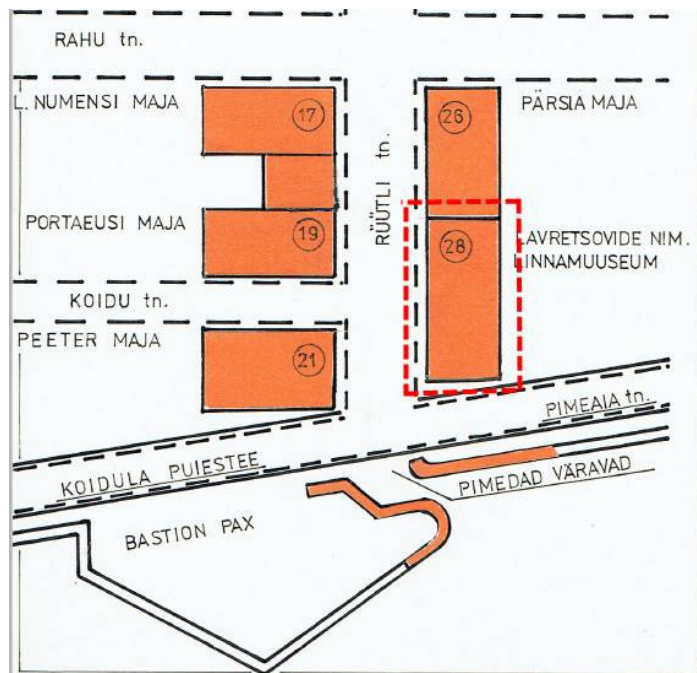 RAHU tn.
L. NUMENSI MAJA
17
26
PÄRSIA MAJA
RÜÜTLI tn.
PORTAEUSI MAJA
19
28
LAVRETSOVIDE NIM.
LINNAMUUSEUM
KOIDU tn.
PEETER MAJA
21
PIMEAIA tn.
KOIDULA PUIESTEE
PIMEDAD VÄRAVAD
BASTION PAX